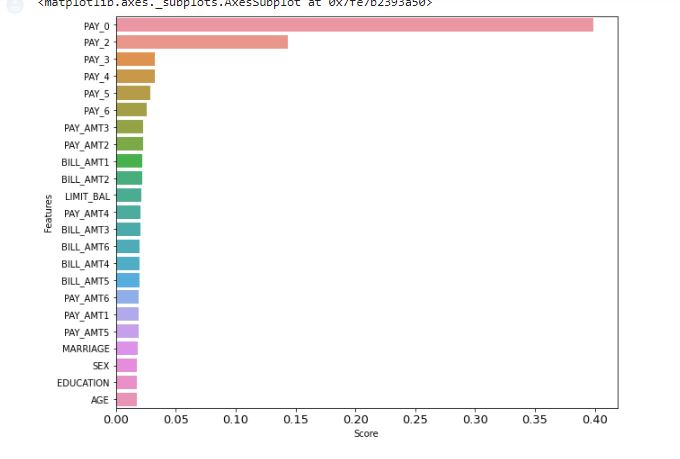 <matplotlib.axes._subplots.AxesSubplot at 0x7fe7b2393a50>
PAY_0
PAY_2
PAY_3
PAY_4
PAY_5
PAY_6
PAY_AMT3
PAY_AMT2
BILL_AMT1
BILL_AMT2
LIMIT_BAL
PAY_AMT4
BILL_AMT3
BILL_AMT6
BILL_AMT4
BILL_AMT5
PAY_AMT6
PAY_AMT1
PAY_AMT5
MARRIAGE
SEX
EDUCATION
AGE
Features
0.00 0.05 0.10 0.15 0.20 0.25 0.30 0.35 0.40
Score